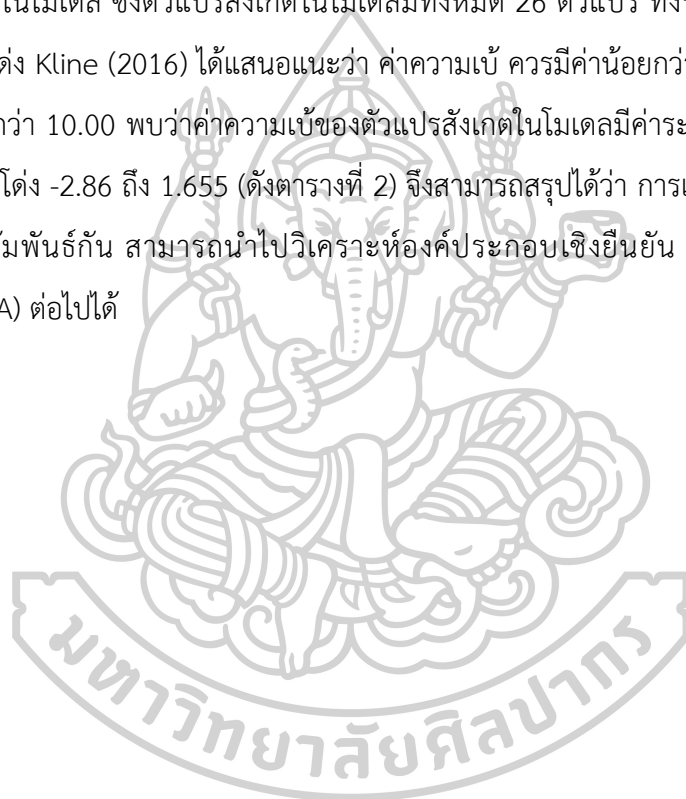 ในโมเดล ซึ่งตัวแปรสังเกตในโมเดลมีทั้งหมด 26 ตัวแปร
ด่ง Kline (2016) ได้เสนอแนะว่า ค่าความเบ้ ควรมีค่าน้อยกว่
กว่า 10.00 พบว่าค่าความเบ้ของตัวแปรสังเกตในโมเดลมีค่าระ
โด่ง -2.86 ถึง 1.655 (ดังตารางที่ 2) จึงสามารถสรุปได้ว่า การแ
ัมพันธ์กัน สามารถนำไปวิเคราะห์องค์ประกอบเชิงยืนยัน
A) ต่อไปได้
มหาวิทยาลัยศิลปากร